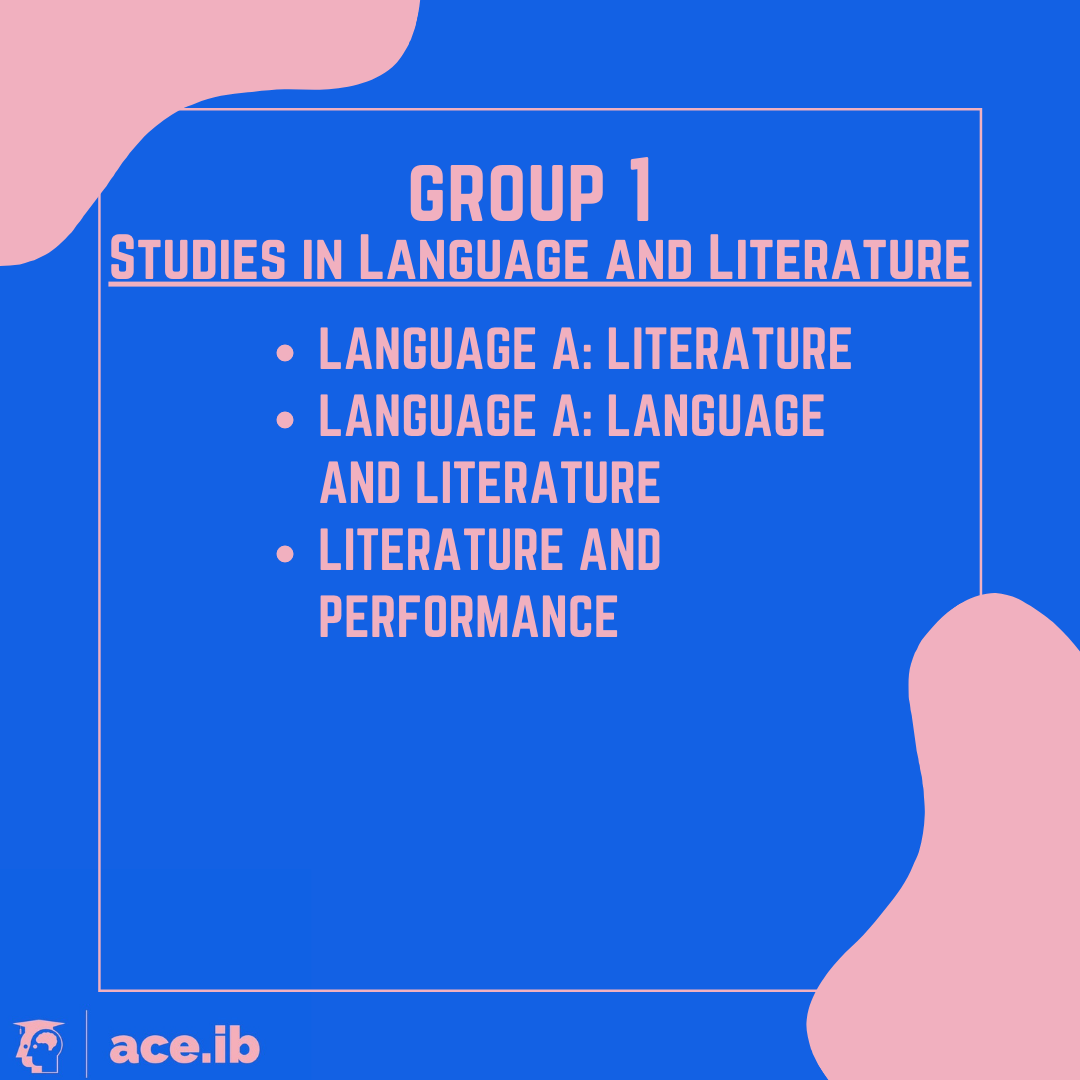 GROUP 1
Studies in Language and Literature
• LANGUAGE A: LITERATURE
• LANGUAGE A: LANGUAGE
AND LITERATURE
• LITERATURE AND
PERFORMANCE
ace.ib